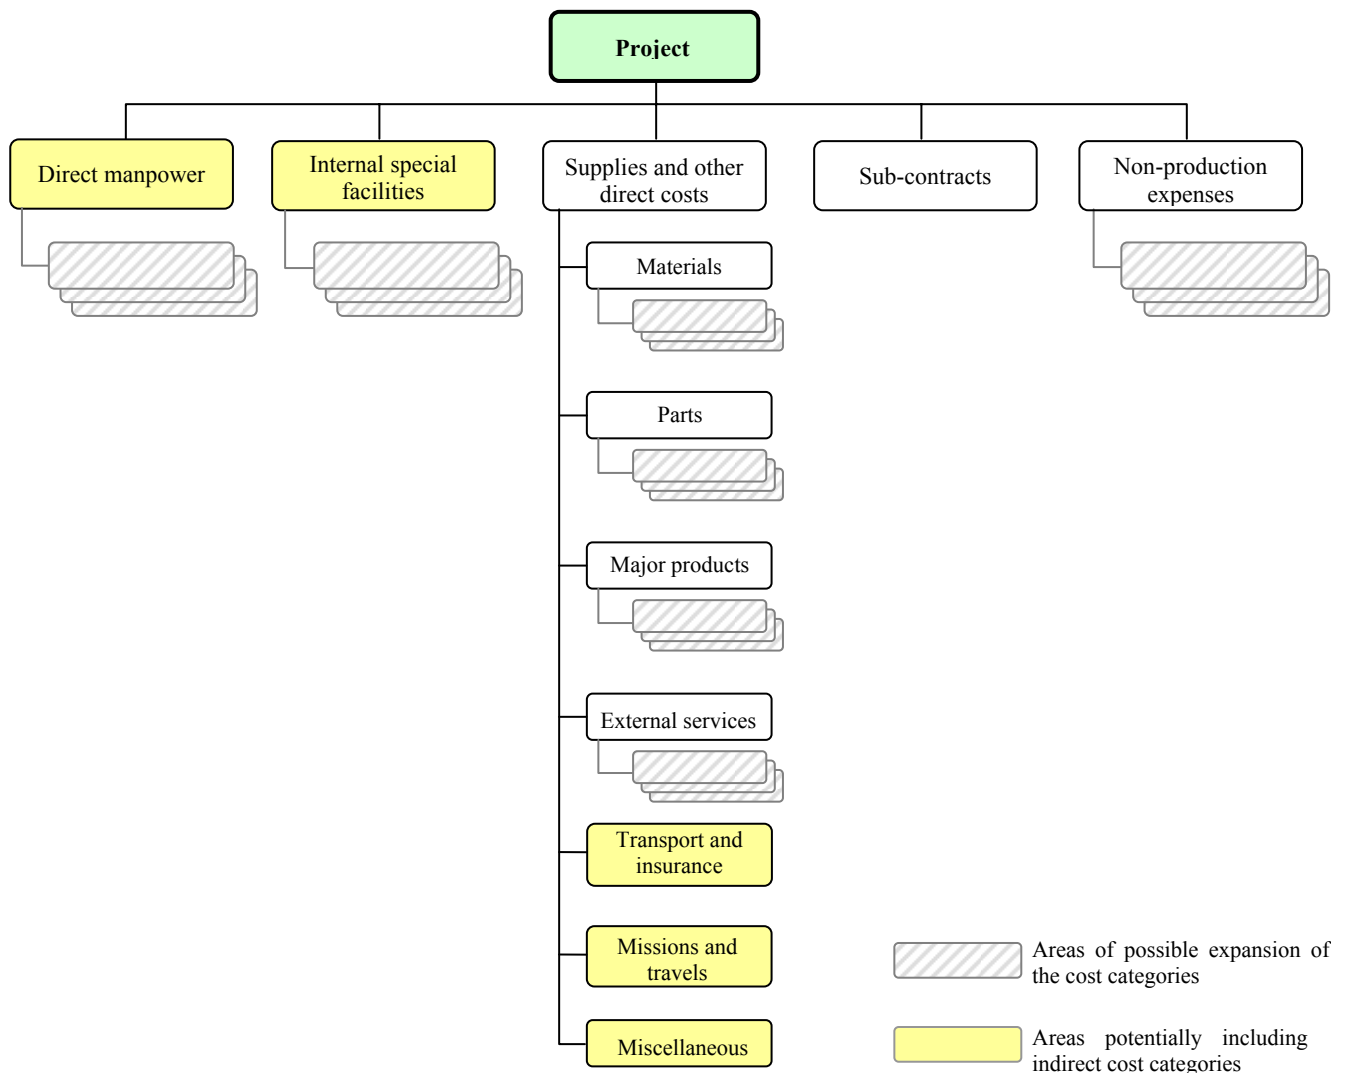 Project
Direct manpower
Internal special
facilities
Supplies and other
direct costs
Sub-contracts
Non-production
expenses
Materials
Parts
Major products
External services
Transport and
insurance
Missions and
travels
Miscellaneous
Areas of possible expansion of
the cost categories
Areas potentially including
indirect cost categories